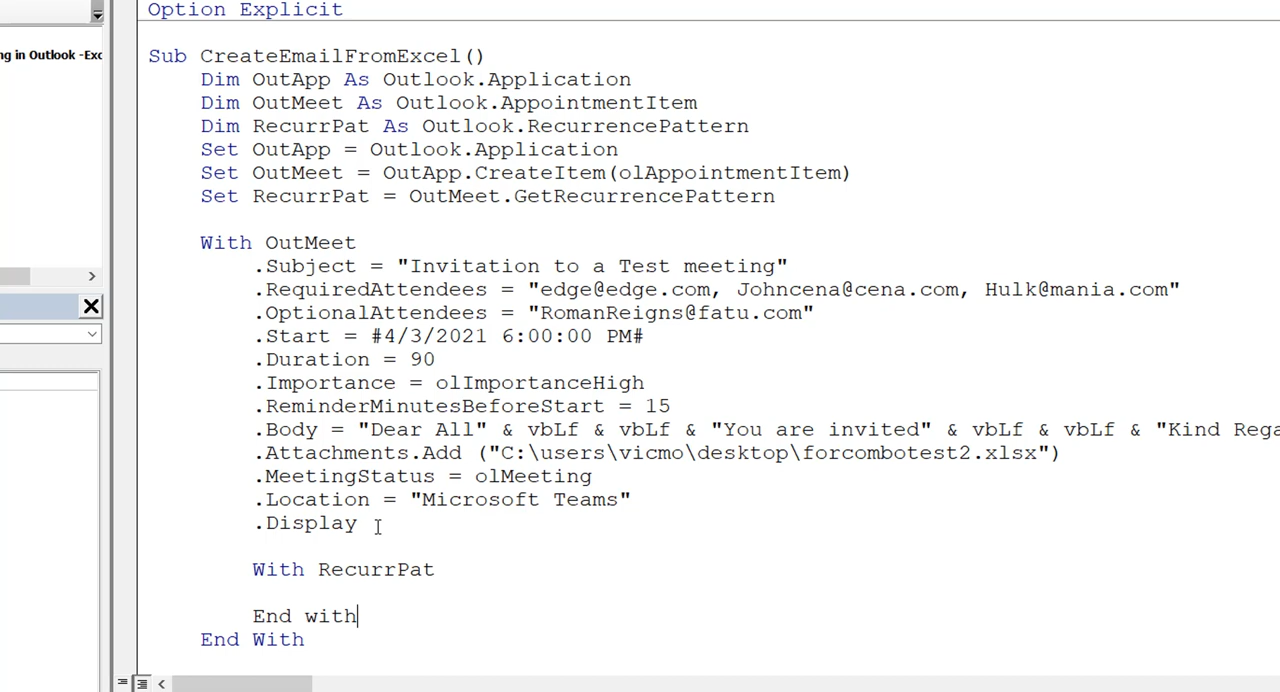 Option Explicit
ng in Outlook -Exc
Sub CreateEmailFromExcel()
Dim OutApp As Outlook.Application
Dim OutMeet As Outlook.AppointmentItem
Dim RecurrPat As Outlook.RecurrencePattern
Set OutApp = Outlook.Application
Set OutMeet = OutApp.CreateItem(olAppointmentItem)
Set RecurrPat = OutMeet.GetRecurrencePattern
With OutMeet
.Subject = "Invitation to a Test meeting"
.RequiredAttendees = "edge@edge.com, Johncena@cena.com, Hulk@mania.com"
.OptionalAttendees = "RomanReigns@fatu.com"
.Start = #4/3/2021 6:00:00 PM#
.Duration = 90
.Importance = olImportanceHigh
.ReminderMinutesBeforeStart = 15
.Body = "Dear All" & vbLf & vbLf & "You are invited" & vbLf & vbLf & "Kind Rega
.Attachments.Add ("C:\users\vicmo\desktop\forcombotest2.xlsx")
.MeetingStatus = olMeeting
.Location = "Microsoft Teams"
.Display
With RecurrPat
End with
End With